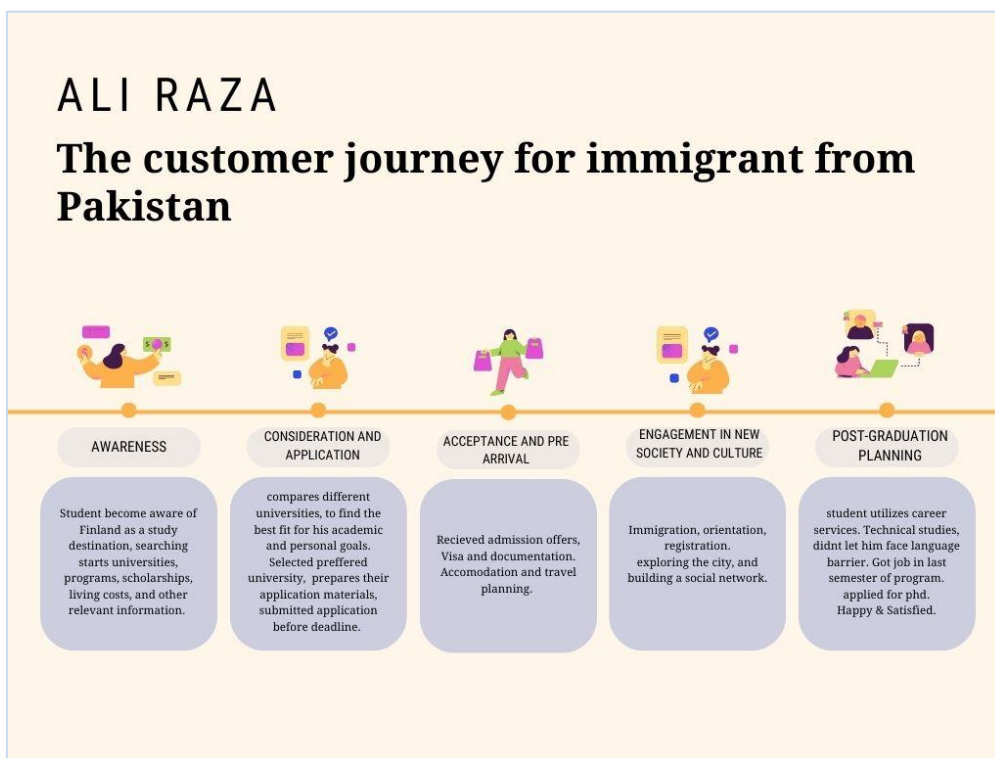 ALI RAZA
The customer journey for immigrant from
Pakistan
$ $
AWARENESS
Student become aware of
Finland as a study
destination, searching
starts universities,
programs, scholarships,
living costs, and other
relevant information.
CONSIDERATION AND
APPLICATION
compares different
universities, to find the
best fit for his academic
and personal goals.
Selected preffered
university, prepares their
application materials,
submitted application
before deadline.
ACCEPTANCE AND PRE
ARRIVAL
Recieved admission offers,
Visa and documentation.
Accomodation and travel
planning.
ENGAGEMENT IN NEW
SOCIETY AND CULTURE
Immigration, orientation,
registration.
exploring the city, and
building a social network.
POST-GRADUATION
PLANNING
student utilizes career
services. Technical studies,
didnt let him face language
barrier. Got job in last
semester of program.
applied for phd.
Happy & Satisfied.